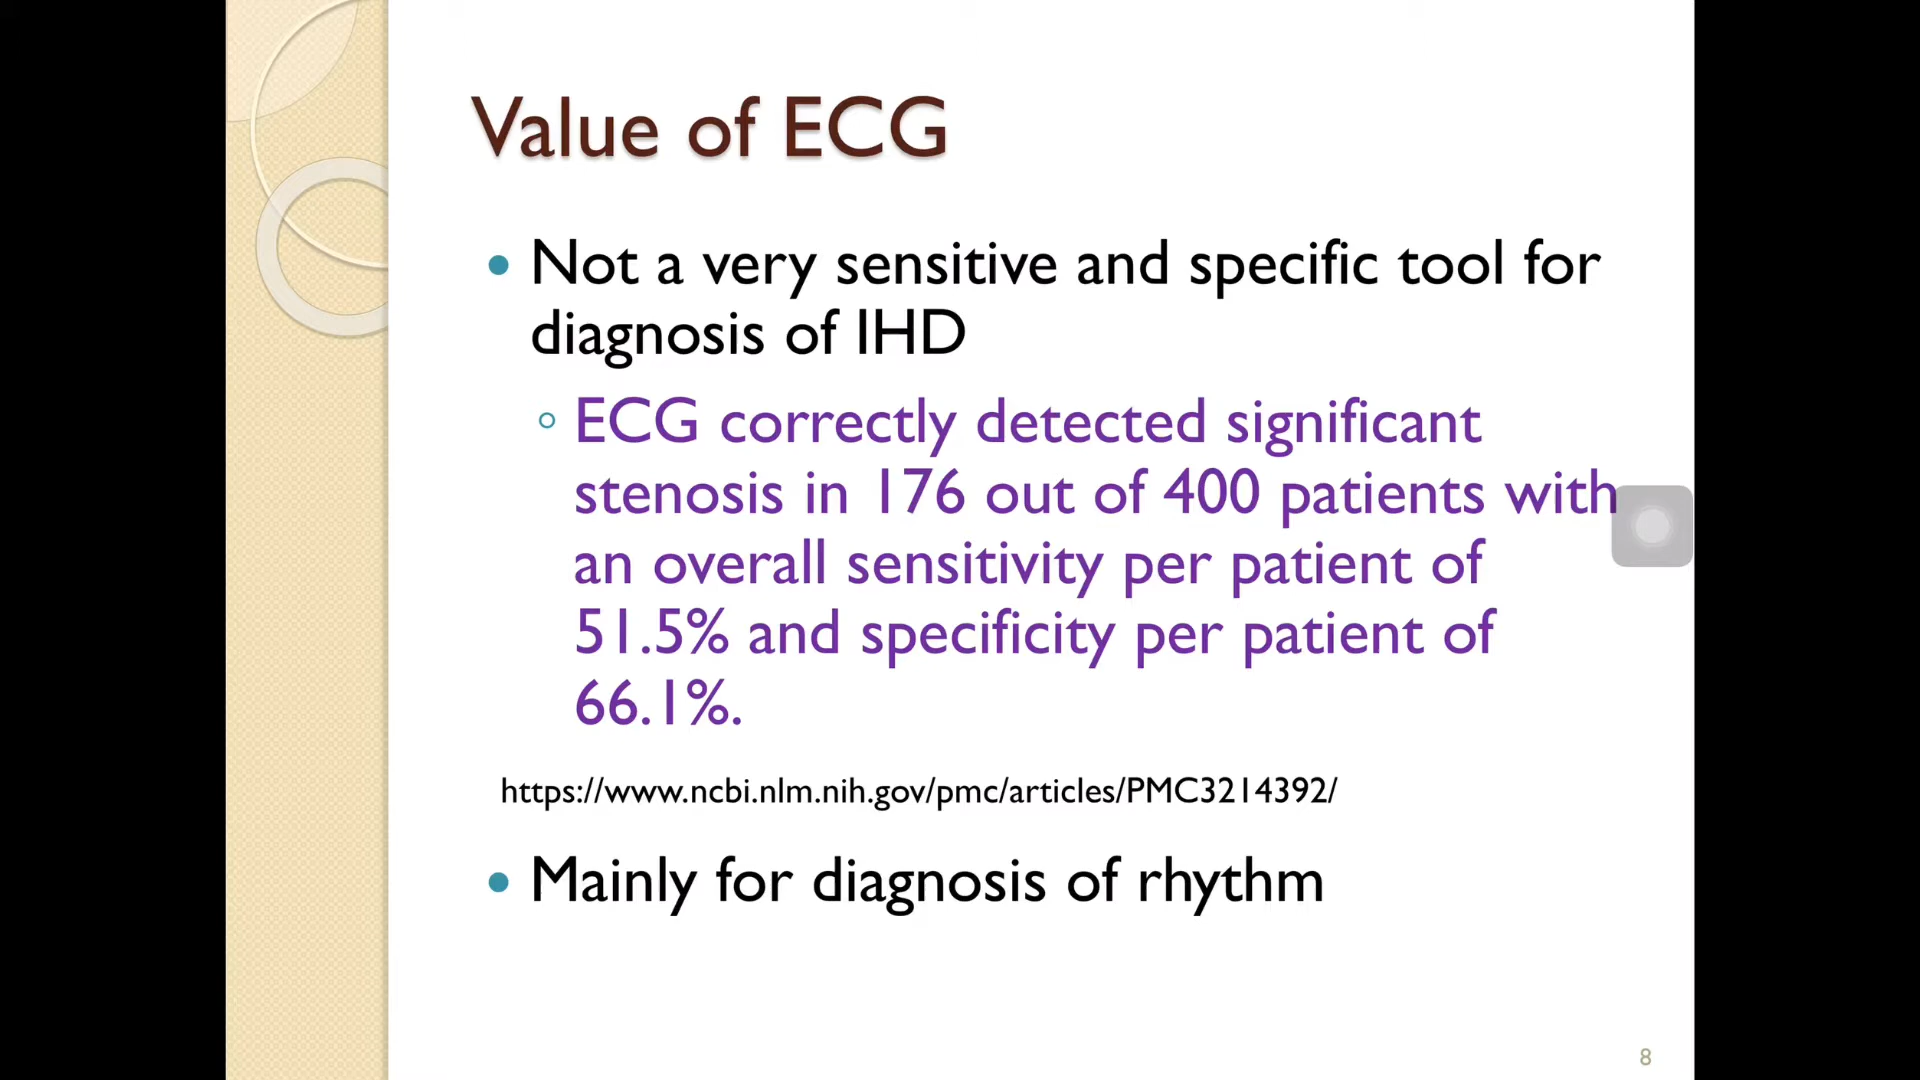 Value of ECG
Not a very sensitive and specific tool for
diagnosis of IHD
ECG correctly detected significant
stenosis in 176 out of 400 patients with
an overall sensitivity per patient of
51.5% and specificity per patient of
66.1%.
https://www.ncbi.nlm.nih.gov/pmc/articles/PMC3214392/
Mainly for diagnosis of rhythm
8